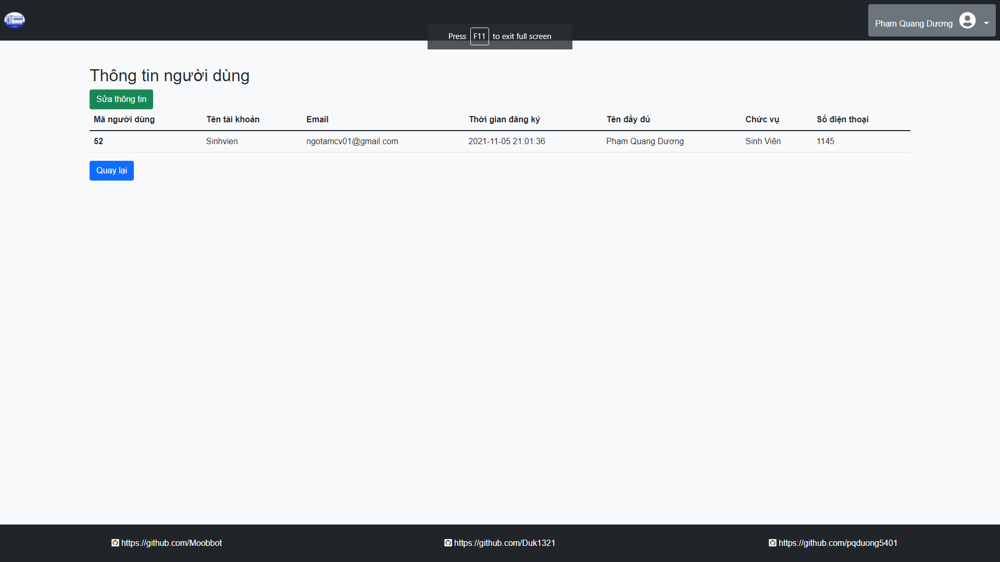 Phạm Quang Dương
Press F11 to exit full screen
Thông tin người dùng
Sửa thông tin
Mã người dùng Tên tài khoản Email Thời gian đăng ký Tên đầy đủ Chức vụ Số điện thoại
52 Sinhvien ngotamcv01@gmail.com 2021-11-05 21:01:36 Phạm Quang Dương Sinh Viên 1145
Quay lại
https://github.com/Moobbot https://github.com/Duk1321 https://github.com/pqduong5401